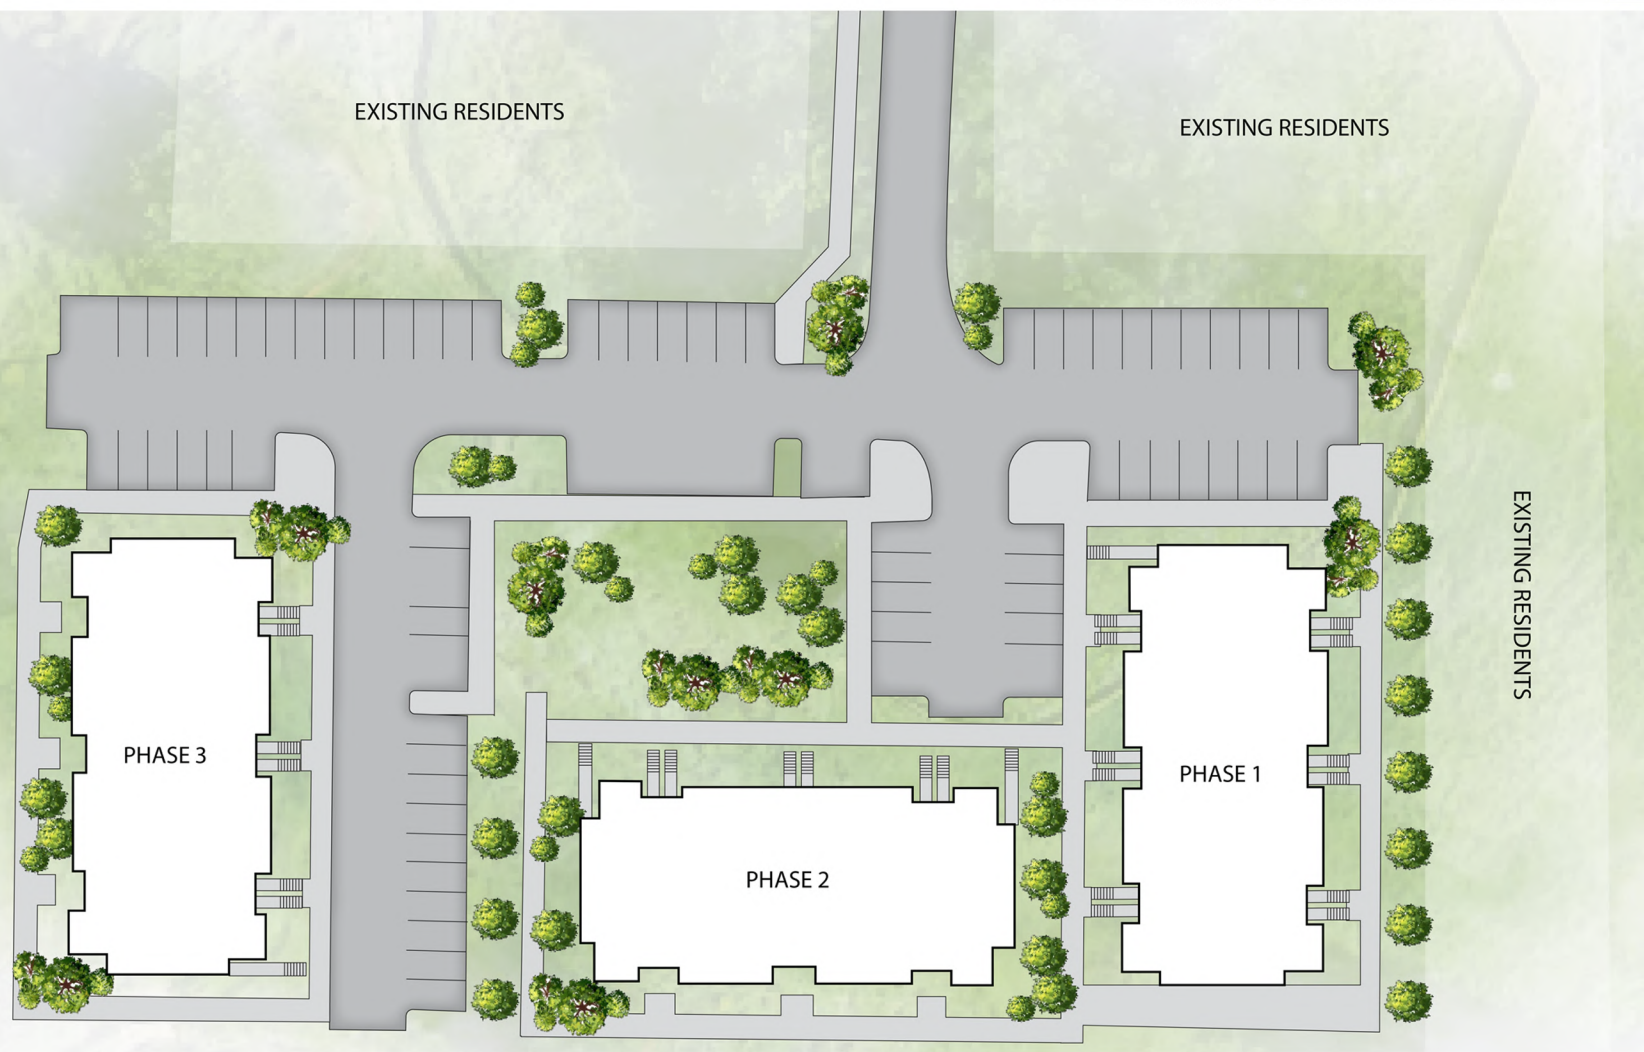 EXISTING RESIDENTS
EXISTING RESIDENTS
EXISTING RESIDENTS
PHASE 3
PHASE 1
PHASE 2